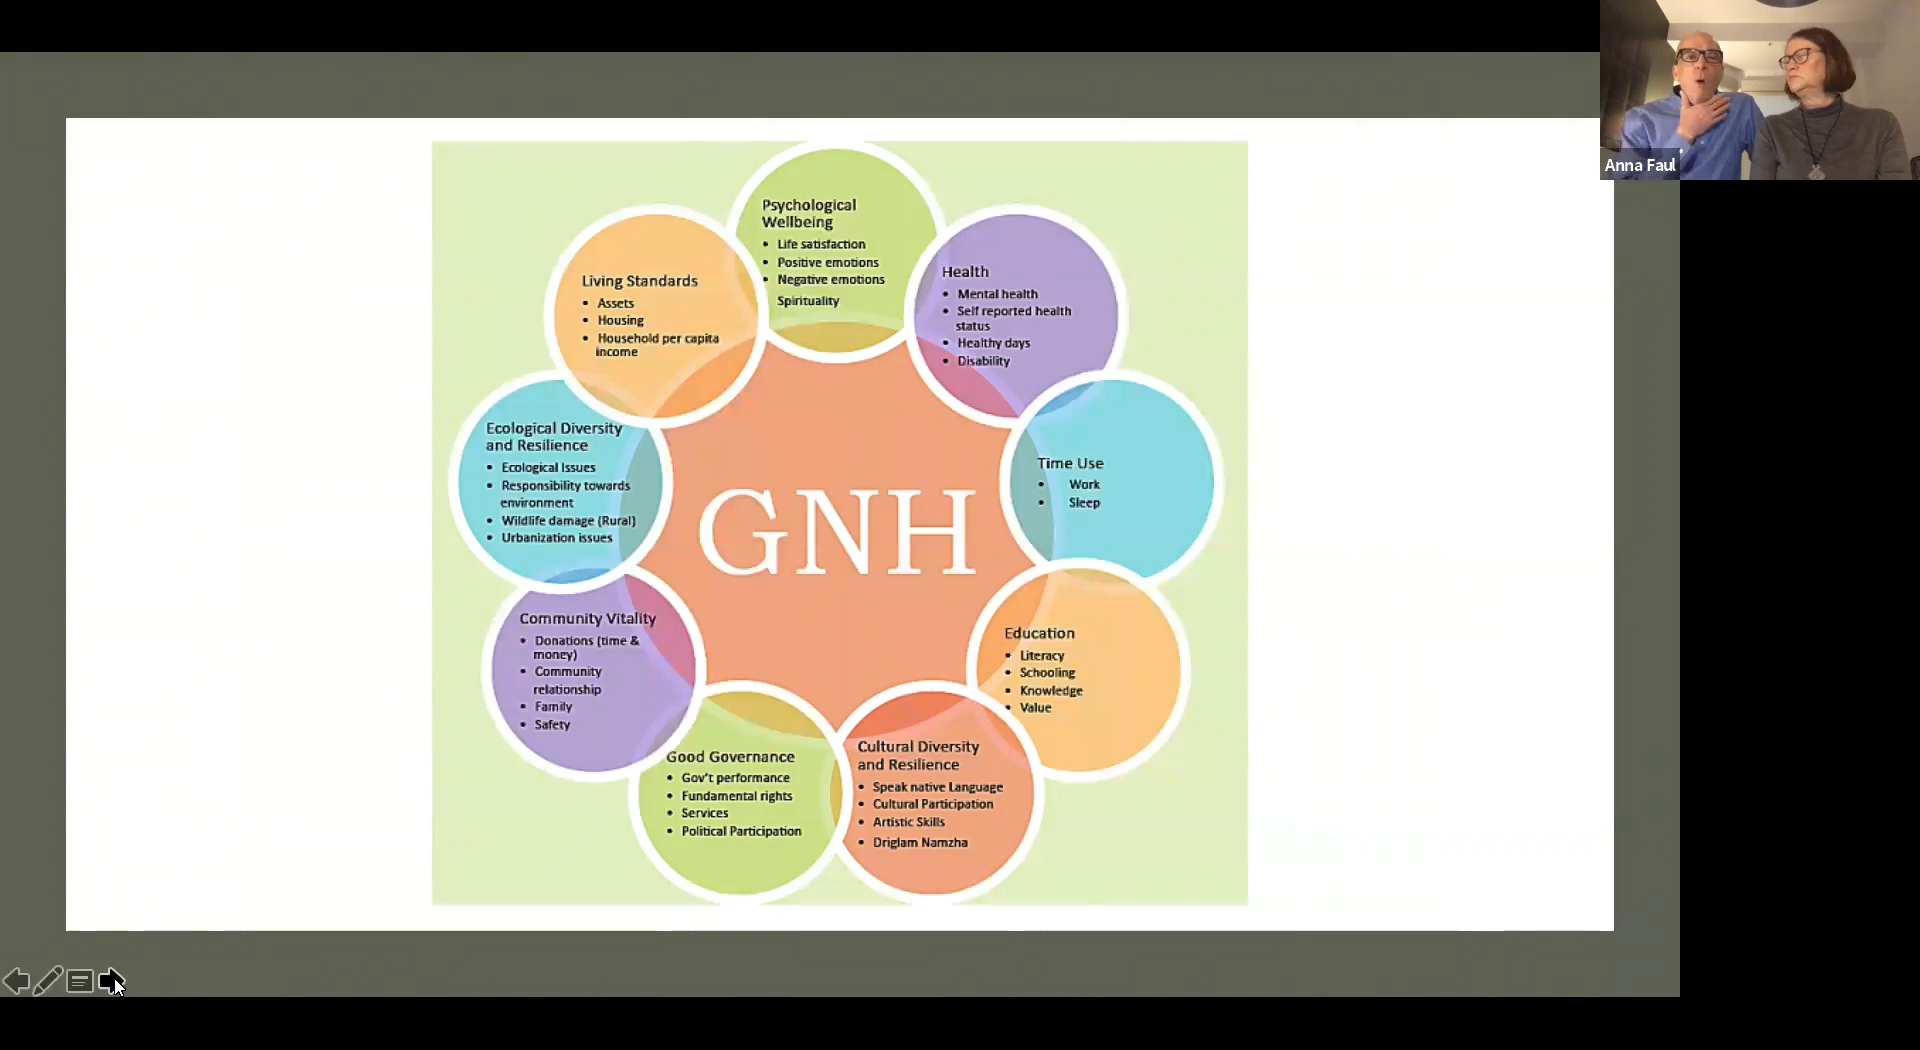 Anna Faul
Psychological
Wellbeing
• Life satisfaction
• Positive emotions
• Negative emotions
Spirituality
Health
• Mental health
• Self reported health
status
• Healthy days
• Disability
Time Use
• Work
• Sleep
Education
• Literacy
• Schooling
• Knowledge
• Value
Cultural Diversity
and Resilience
• Speak native Language
• Cultural Participation
• Artistic Skills
• Driglam Namzha
Good Governance
• Gov't performance
• Fundamental rights
• Services
• Political Participation
Community Vitality
• Donations (time &
money)
• Community
relationship
• Family
• Safety
Ecological Diversity
and Resilience
• Ecological Issues
• Responsibility towards
environment
• Wildlife damage (Rural)
• Urbanization issues
Living Standards
• Assets
• Housing
• Household per capita
income
GNH